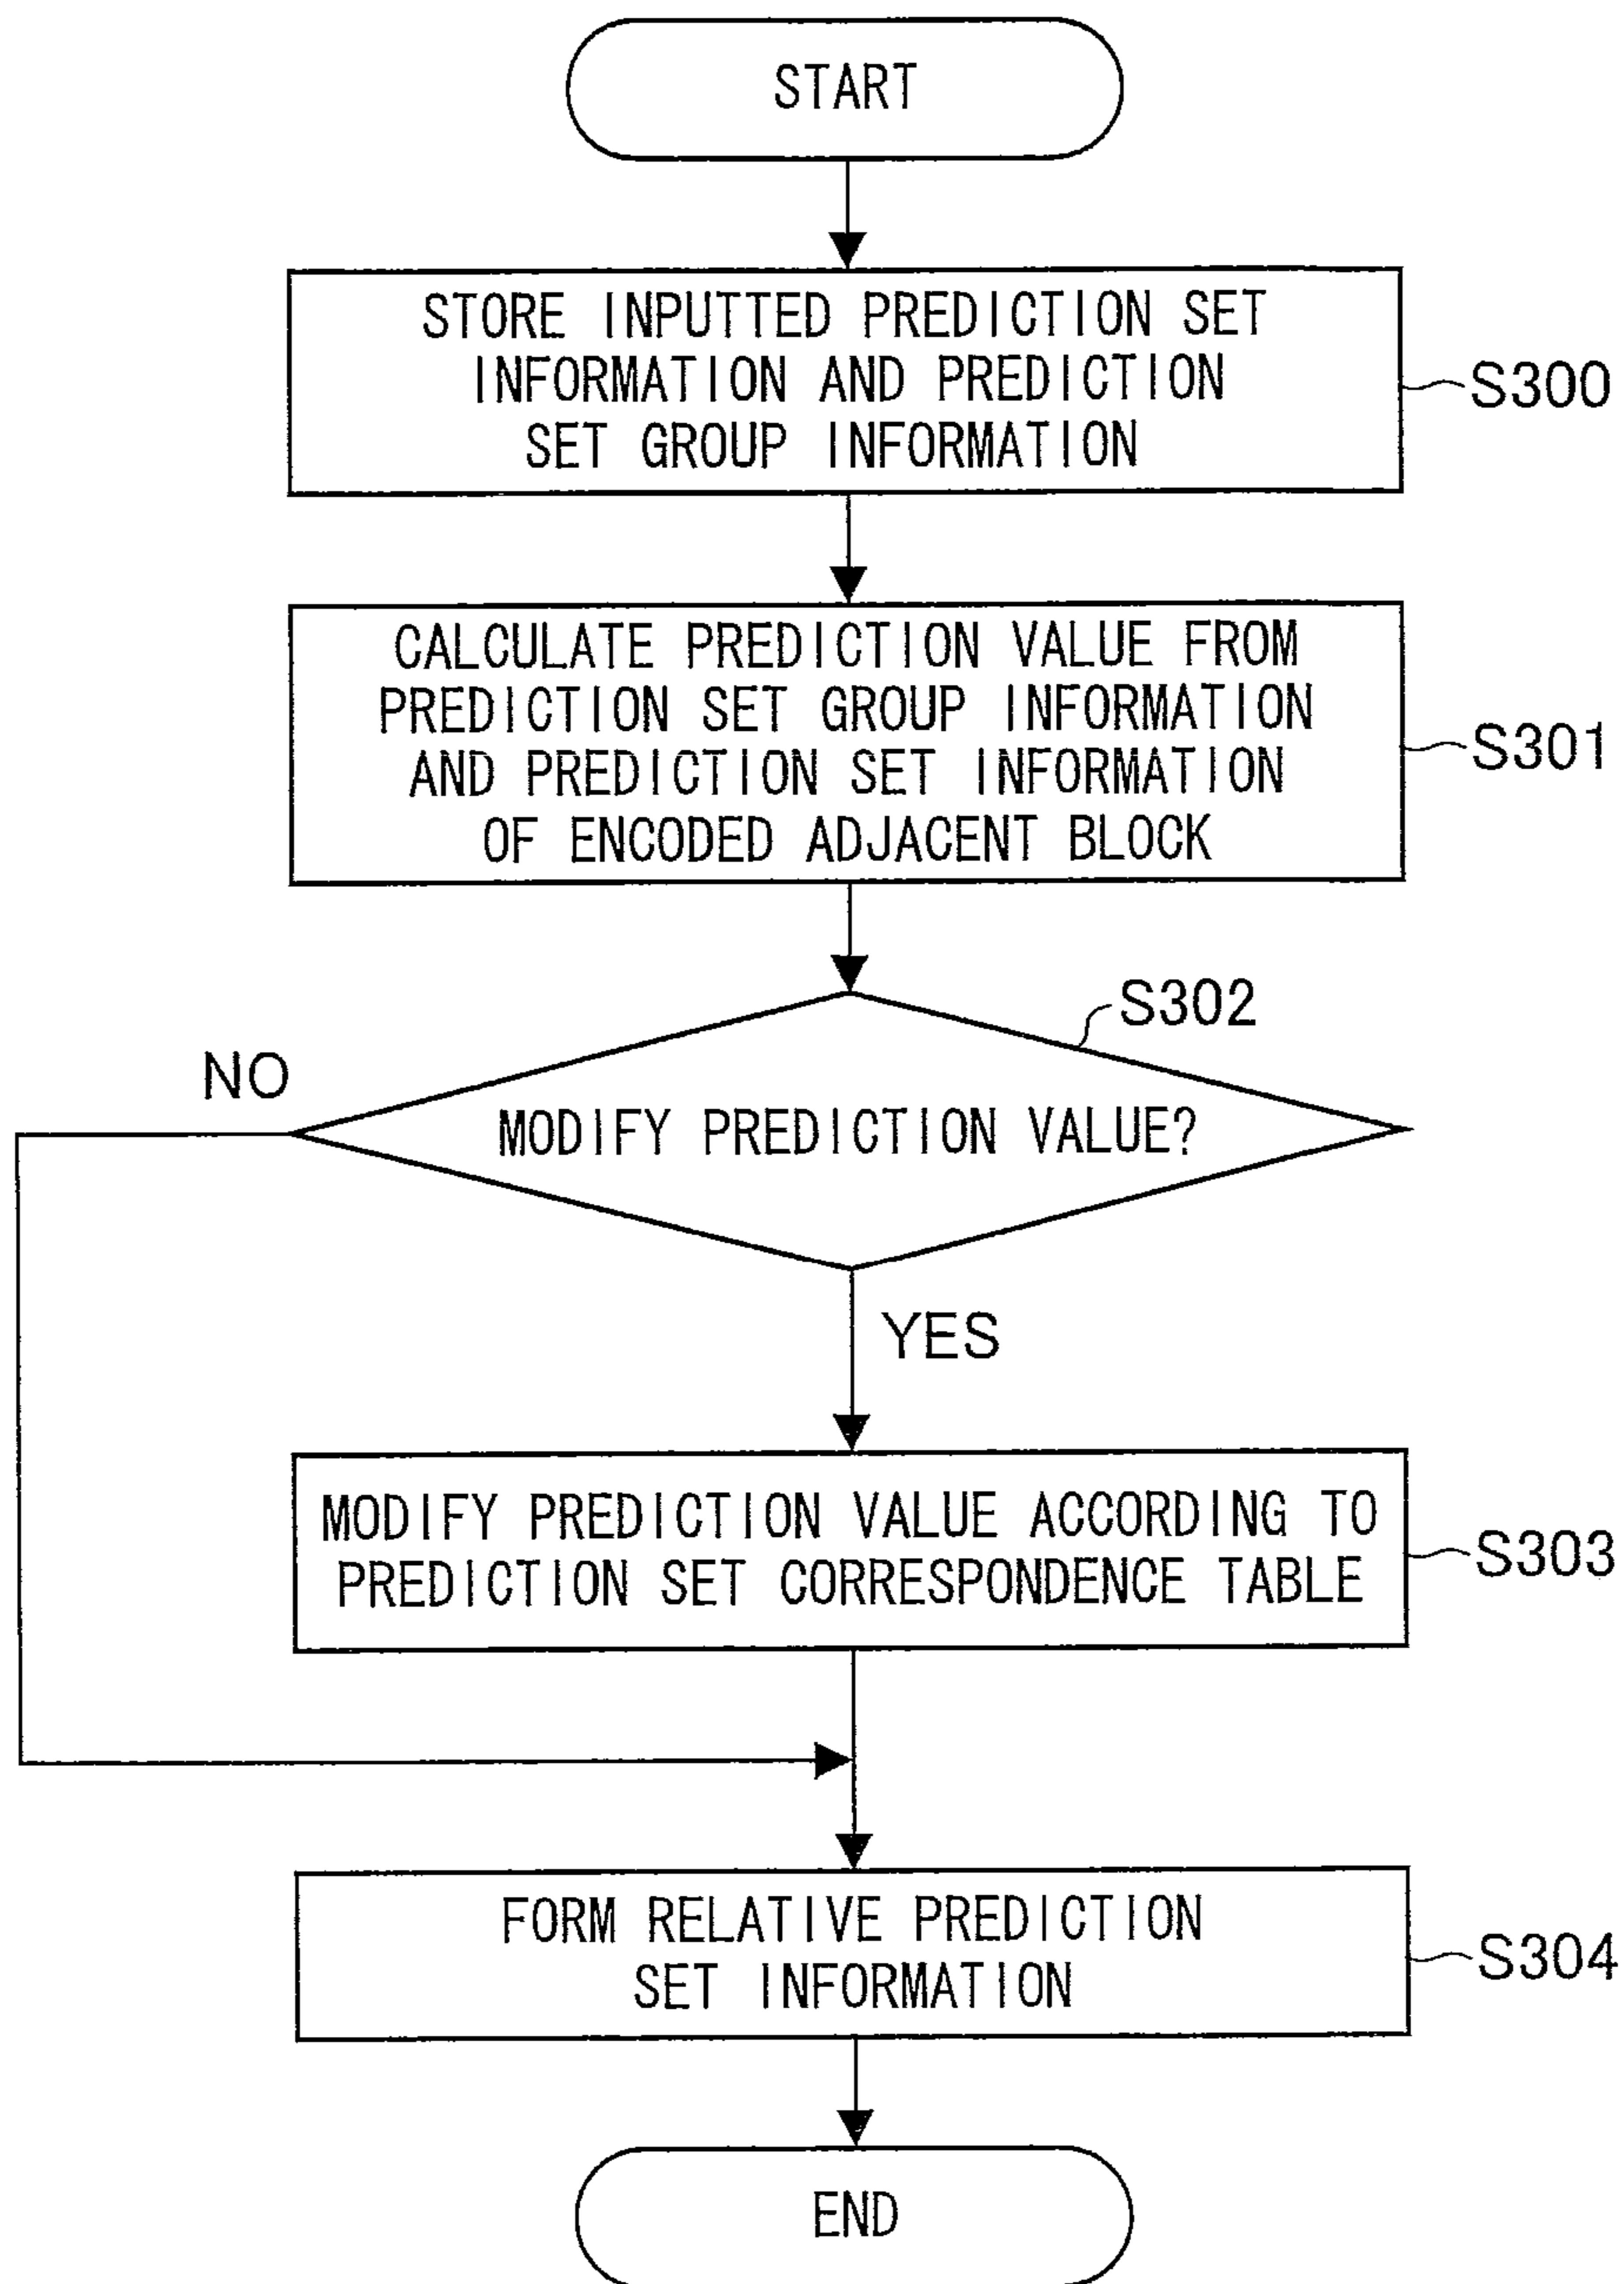 START
STORE INPUTTED PREDICTION SET
INFORMATION AND PREDICTION
SET GROUP INFORMATION
S300
CALCULATE PREDICTION VALUE FROM
PREDICTION SET GROUP INFORMATION
AND PREDICTION SET INFORMATION
OF ENCODED ADJACENT BLOCK
S301
S302
NO
MODIFY PREDICTION VALUE?
YES
MODIFY PREDICTION VALUE ACCORDING TO
PREDICTION SET CORRESPONDENCE TABLE
S303
FORM RELATIVE PREDICTION
SET INFORMATION
S304
END